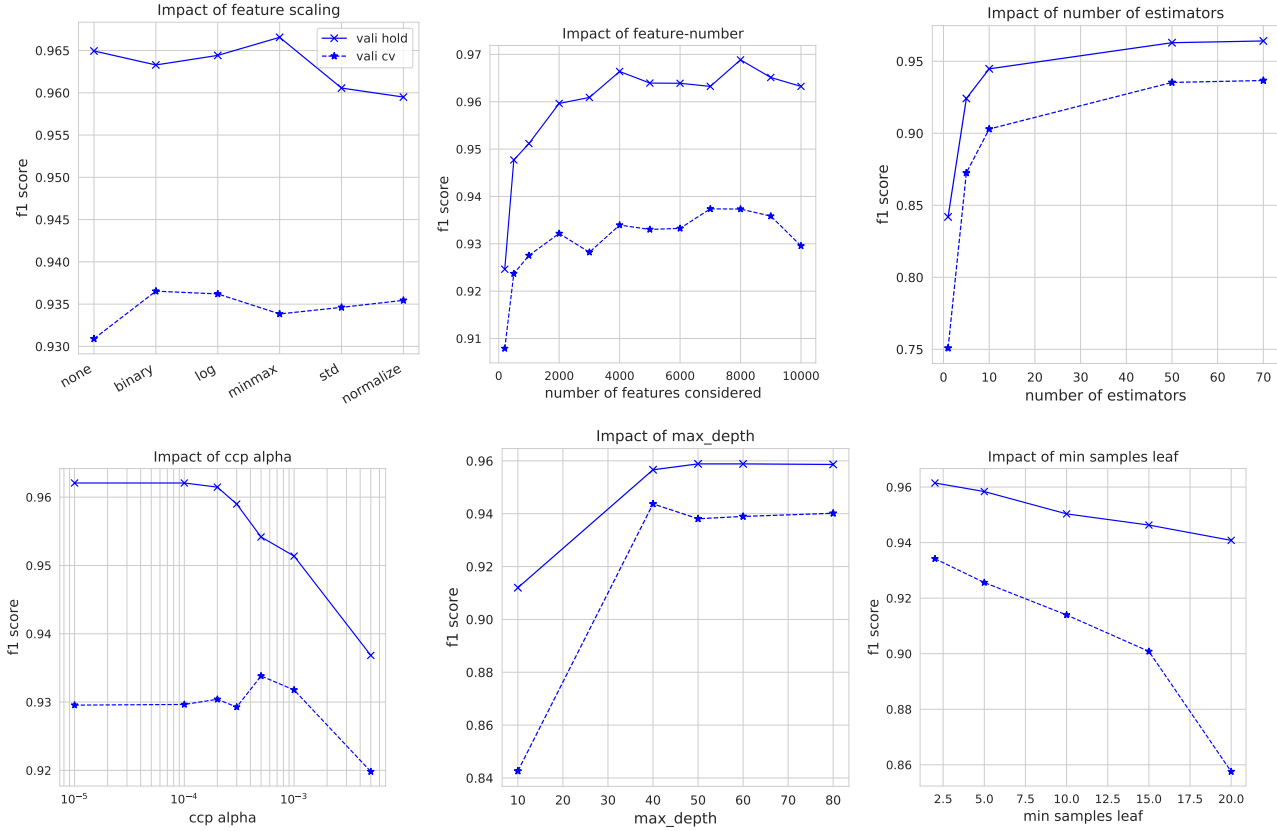 Impact of feature scaling
f1 score
0.965
0.960
0.955
0.950
0.945
0.940
0.935
0.930
vali hold
vali cv
none
binary
log
minmax
std
normalize
Impact of feature-number
f1 score
0.97
0.96
0.95
0.94
0.93
0.92
0.91
0 2000 4000 6000 8000 10000
number of features considered
Impact of number of estimators
f1 score
0.95
0.90
0.85
0.80
0.75
0 10 20 30 40 50 60 70
number of estimators
Impact of ccp alpha
f1 score
0.96
0.95
0.94
0.93
0.92
10⁻⁵ 10⁻⁴ 10⁻³
ccp alpha
Impact of max_depth
f1 score
0.96
0.94
0.92
0.90
0.88
0.86
0.84
10 20 30 40 50 60 70 80
max_depth
Impact of min samples leaf
f1 score
0.96
0.94
0.92
0.90
0.88
0.86
2.5 5.0 7.5 10.0 12.5 15.0 17.5 20.0
min samples leaf